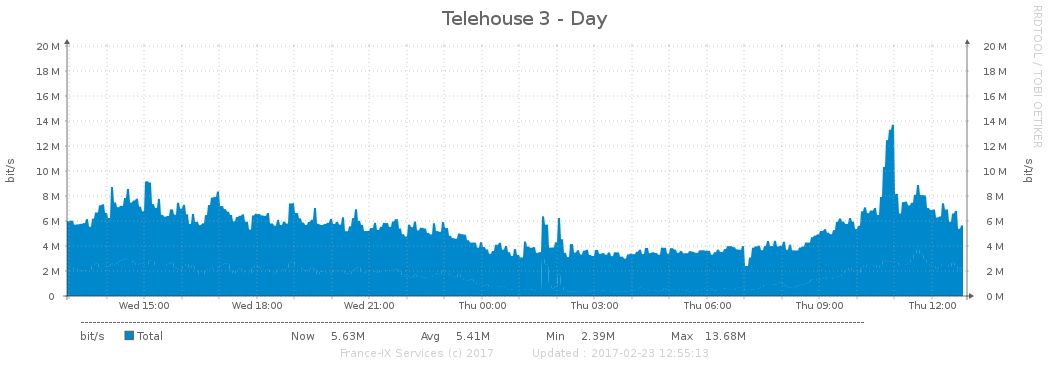 Telehouse 3 - Day
RRDTOOL / TOBI OETIKER
bit/s
bit/s
20 M 20 M
18 M 18 M
16 M 16 M
14 M 14 M
12 M 12 M
10 M 10 M
8 M 8 M
6 M 6 M
4 M 4 M
2 M 2 M
0 0 M
Wed 15:00 Wed 18:00 Wed 21:00 Thu 00:00 Thu 03:00 Thu 06:00 Thu 09:00 Thu 12:00
bit/s Total Now 5.63M Avg 5.41M Min 2.39M Max 13.68M
France-IX Services (c) 2017 Updated : 2017-02-23 12:55:13